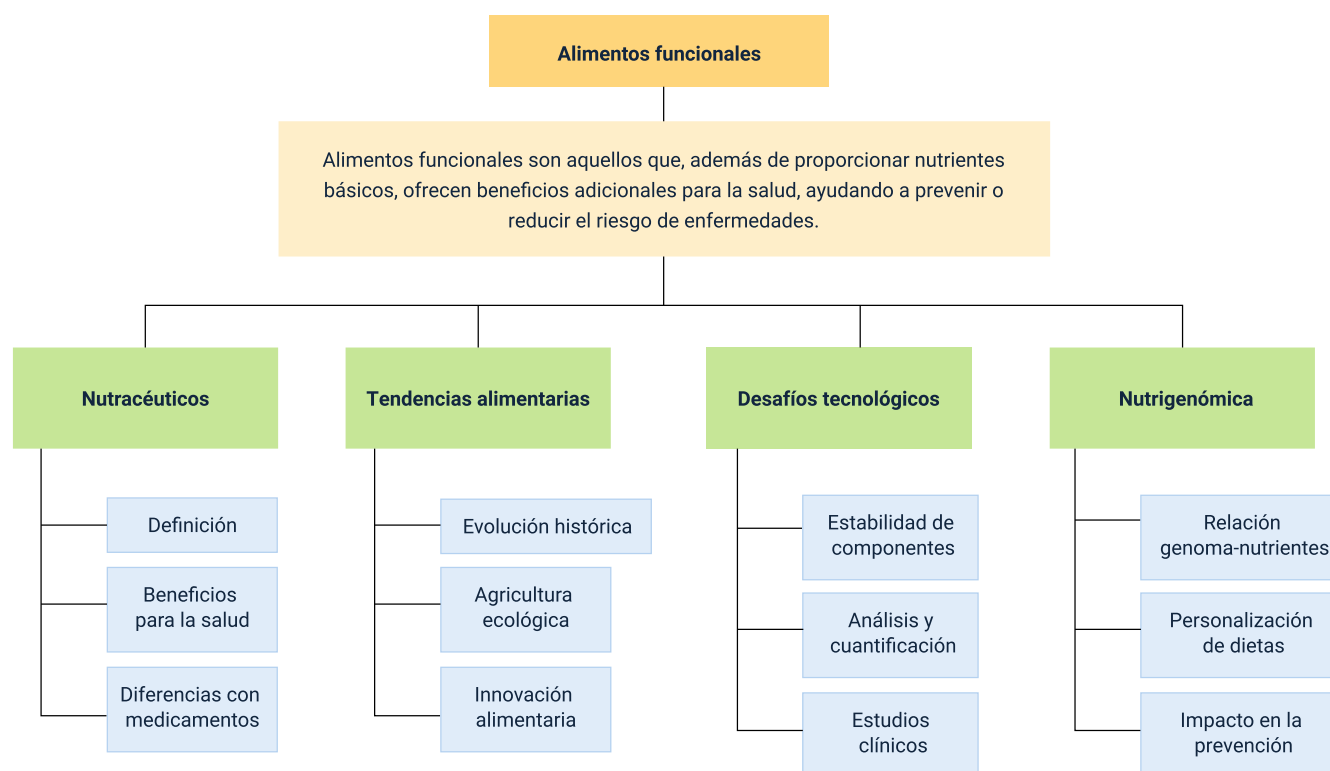 Alimentos funcionales
Alimentos funcionales son aquellos que, además de proporcionar nutrientes
básicos, ofrecen beneficios adicionales para la salud, ayudando a prevenir o
reducir el riesgo de enfermedades.
Nutracéuticos
Definición
Beneficios
para la salud
Diferencias con
medicamentos
Tendencias alimentarias
Evolución histórica
Agricultura
ecológica
Innovación
alimentaria
Desafíos tecnológicos
Estabilidad de
componentes
Análisis y
cuantificación
Estudios
clínicos
Nutrigenómica
Relación
genoma-nutrientes
Personalización
de dietas
Impacto en la
prevención